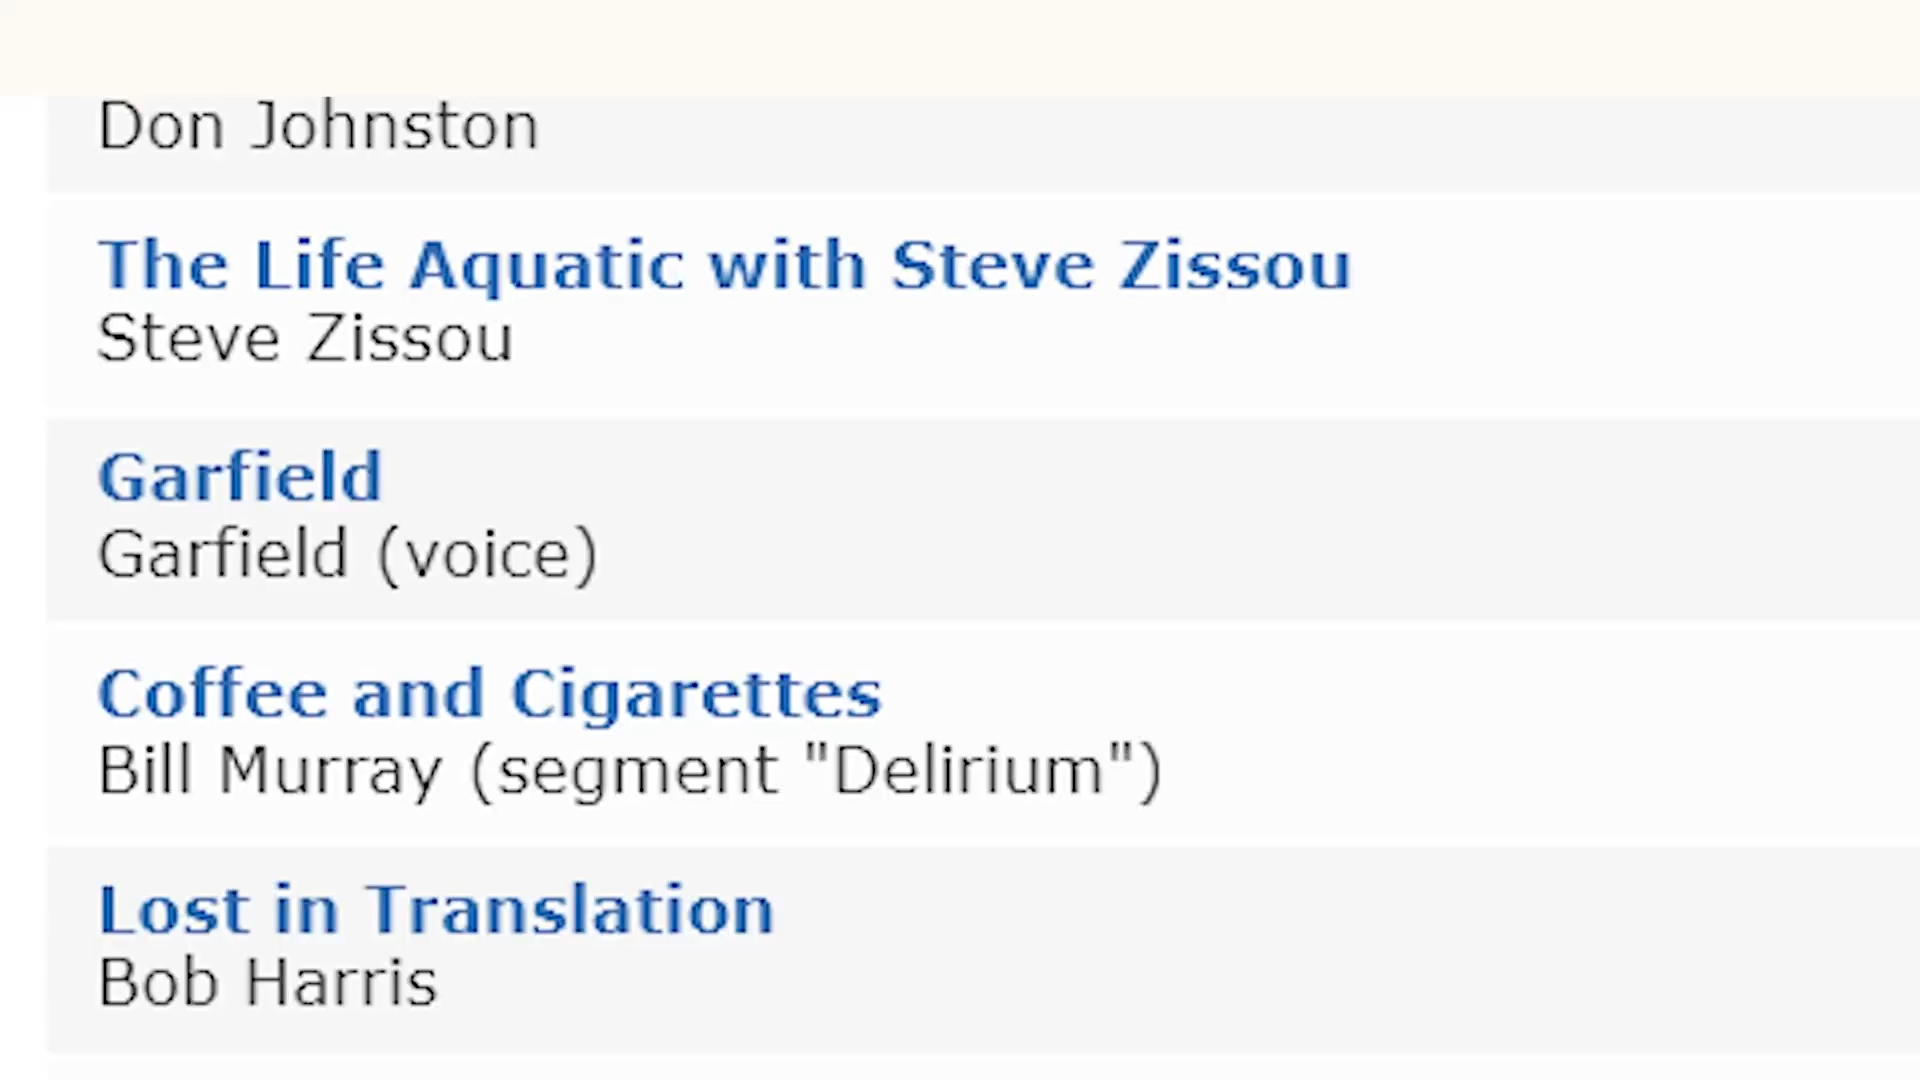 Don Johnston
The Life Aquatic with Steve Zissou
Steve Zissou
Garfield
Garfield (voice)
Coffee and Cigarettes
Bill Murray (segment "Delirium")
Lost in Translation
Bob Harris